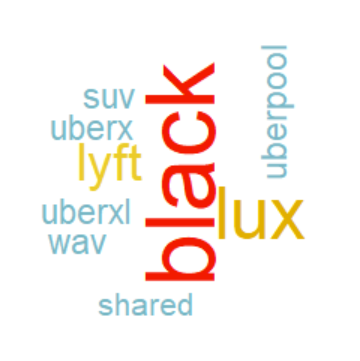 suv
uberx
lyft
uberxl
wav
black
lux
uberpool
shared